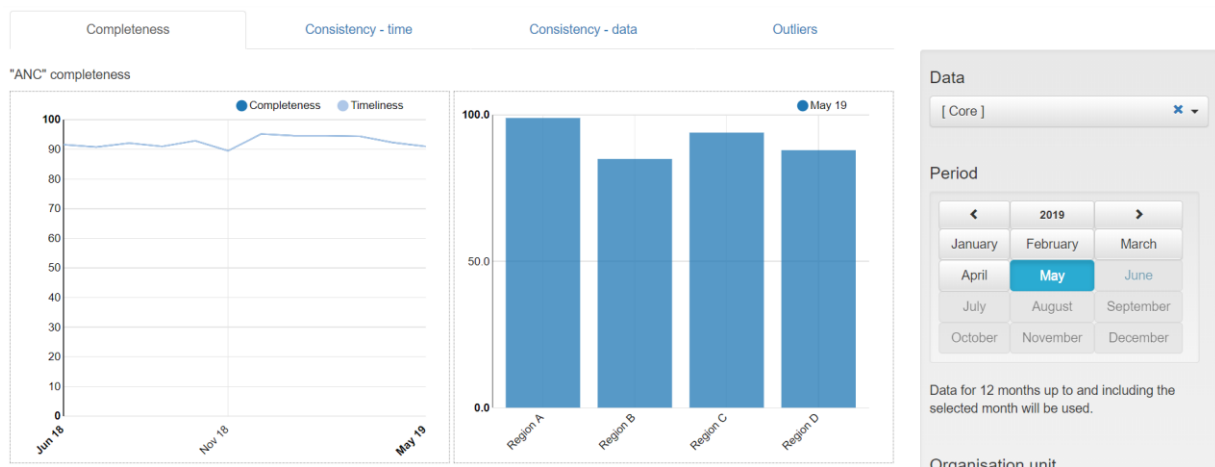 Completeness
Consistency - time
Consistency - data
Outliers
"ANC" completeness
Completeness
Timeliness
100
90
80
70
60
50
40
30
20
10
0
Jun 18
Nov 18
May 19
May 19
100.0
50.0
0.0
Region A
Region B
Region C
Region D
Data
[ Core ]
Period
2019
January February March
April May June
July August September
October November December
Data for 12 months up to and including the
selected month will be used.
Organisation unit